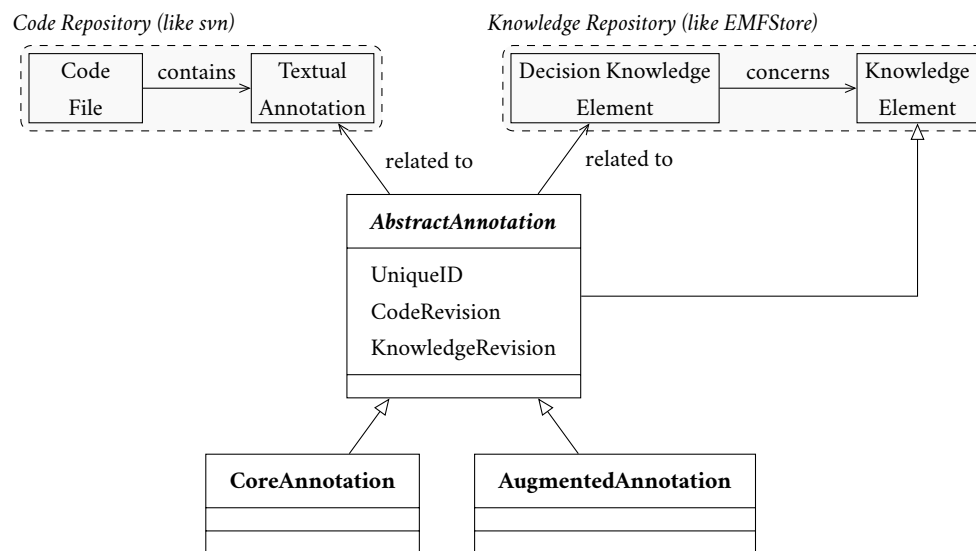 Code Repository (like svn)
Knowledge Repository (like EMFStore)
Code
File
contains
Textual
Annotation
Decision Knowledge
Element
concerns
Knowledge
Element
related to
related to
AbstractAnnotation
UniqueID
CodeRevision
KnowledgeRevision
CoreAnnotation
AugmentedAnnotation